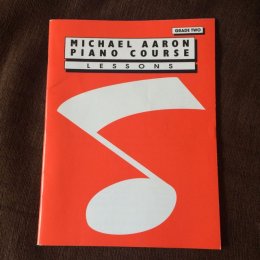 GRADE TWO
MICHAEL AARON
PIANO COURSE
LESSONS